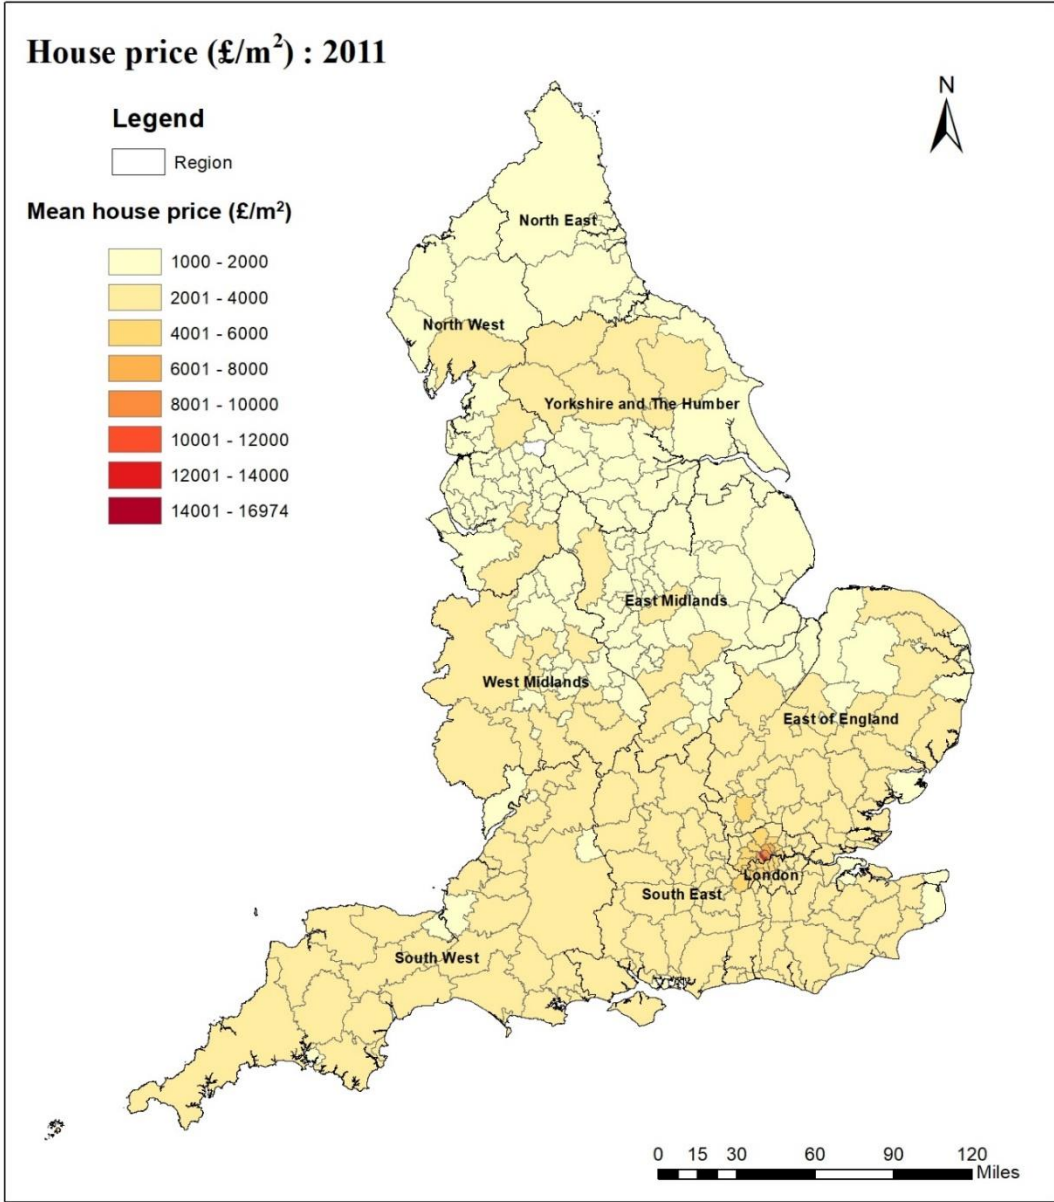 House price (£/m²) : 2011
N
Legend
Region
Mean house price (£/m²)
1000 - 2000
2001 - 4000
4001 - 6000
6001 - 8000
8001 - 10000
10001 - 12000
12001 - 14000
14001 - 16974
North East
North West
Yorkshire and The Humber
East Midlands
West Midlands
East of England
London
South East
South West
0 15 30 60 90 120
Miles